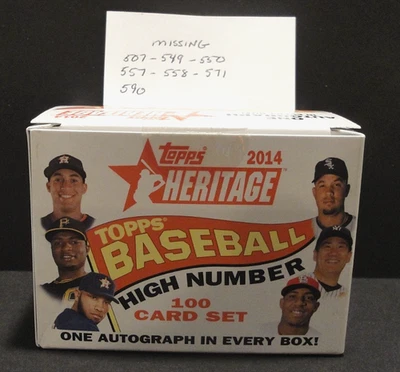 MISSING
507-549-550
557-558-571
590
Topps 2014
HERITAGE
TOPPS
BASEBALL
HIGH NUMBER
100
CARD SET
ONE AUTOGRAPH IN EVERY BOX!